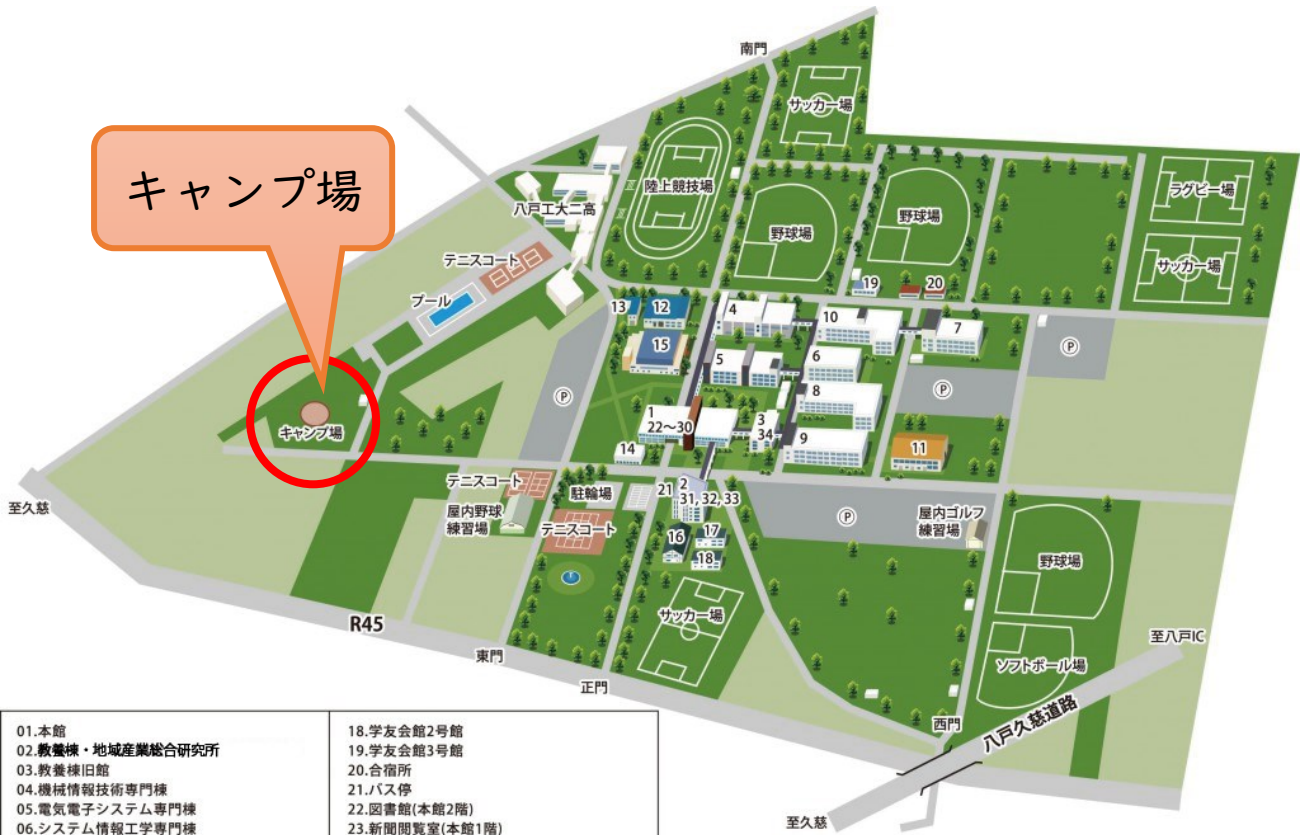 南門
サッカー場
キャンプ場
陸上競技場
ラグビー場
八戸工大二高
野球場
野球場
テニスコート
サッカー場
プール
19
20
13
12
4
10
7
15
5
6
P
P
P
8
1
22~30
3
34
9
11
キャンプ場
14
テニスコート
駐輪場
21
2
31, 32, 33
至久慈
屋内野球
練習場
テニスコート
P
屋内ゴルフ
練習場
16
17
18
野球場
サッカー場
R45
至八戸IC
ソフトボール場
東門
正門
西門
八戸久慈道路
至久慈
01.本館
02.教養棟・地域産業総合研究所
03.教養棟旧館
04.機械情報技術専門棟
05.電気電子システム専門棟
06.システム情報工学専門棟
18.学友会館2号館
19.学友会館3号館
20.合宿所
21.バス停
22.図書館(本館2階)
23.新聞閲覧室(本館1階)